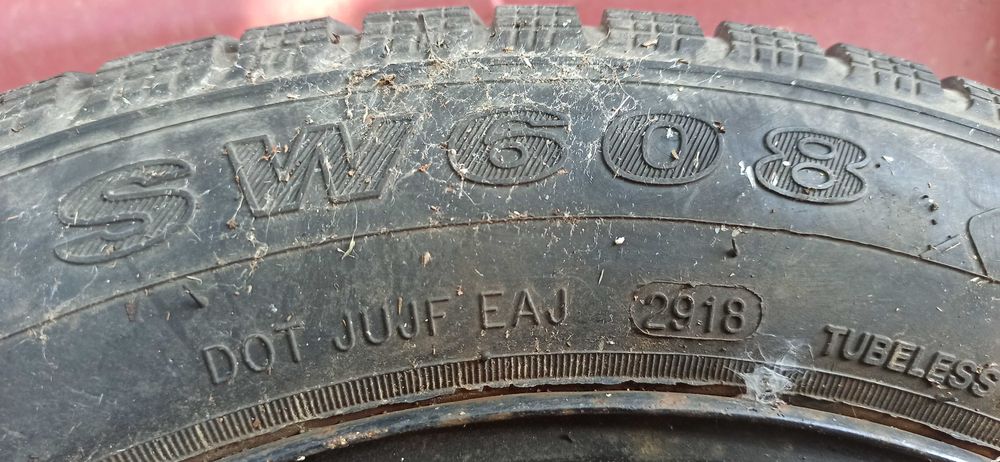 SW608
DOT JUJF EAJ 2918
TUBELESS